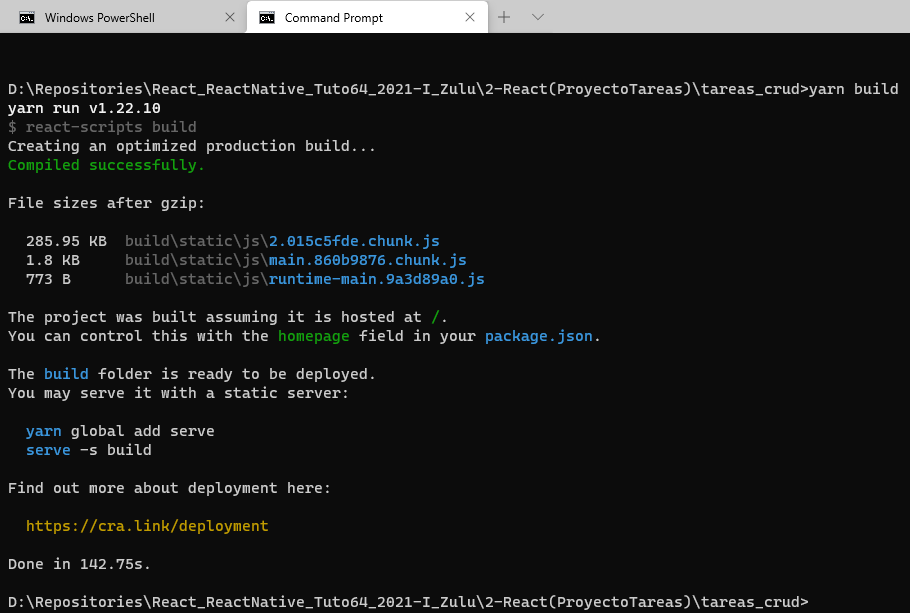 Windows PowerShell
Command Prompt
D:\Repositories\React_ReactNative_Tuto64_2021-I_Zulu\2-React(ProyectoTareas)\tareas_crud>yarn build
yarn run v1.22.10
$ react-scripts build
Creating an optimized production build...
Compiled successfully.
File sizes after gzip:
285.95 KB  build\static\js\2.015c5fde.chunk.js
1.8 KB     build\static\js\main.860b9876.chunk.js
773 B      build\static\js\runtime-main.9a3d89a0.js
The project was built assuming it is hosted at /.
You can control this with the homepage field in your package.json.
The build folder is ready to be deployed.
You may serve it with a static server:
yarn global add serve
serve -s build
Find out more about deployment here:
https://cra.link/deployment
Done in 142.75s.
D:\Repositories\React_ReactNative_Tuto64_2021-I_Zulu\2-React(ProyectoTareas)\tareas_crud>